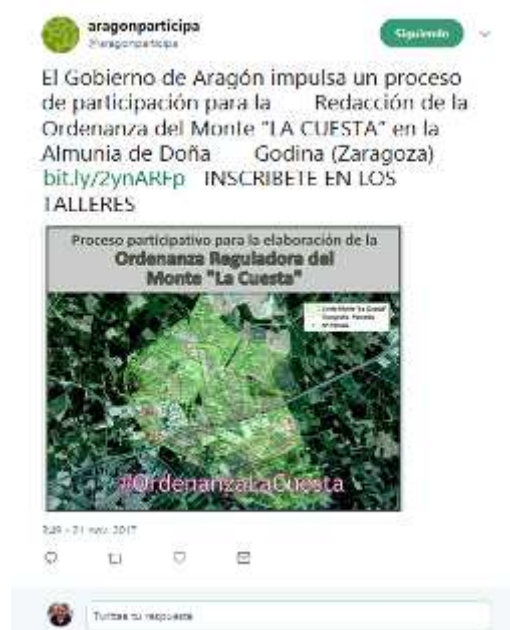 aragonparticipa
@aragonparticipa
Siguiendo
El Gobierno de Aragón impulsa un proceso
de participación para la Redacción de la
Ordenanza del Monte "LA CUESTA" en la
Almunia de Doña Godina (Zaragoza)
bit.ly/2ynARFp INSCRIBETE EN LOS
TALLERES
Proceso participativo para la elaboración de la
Ordenanza Reguladora del
Monte "La Cuesta"
#OrdenanzaLaCuesta
21 nov. 2017
Twittea tu respuesta